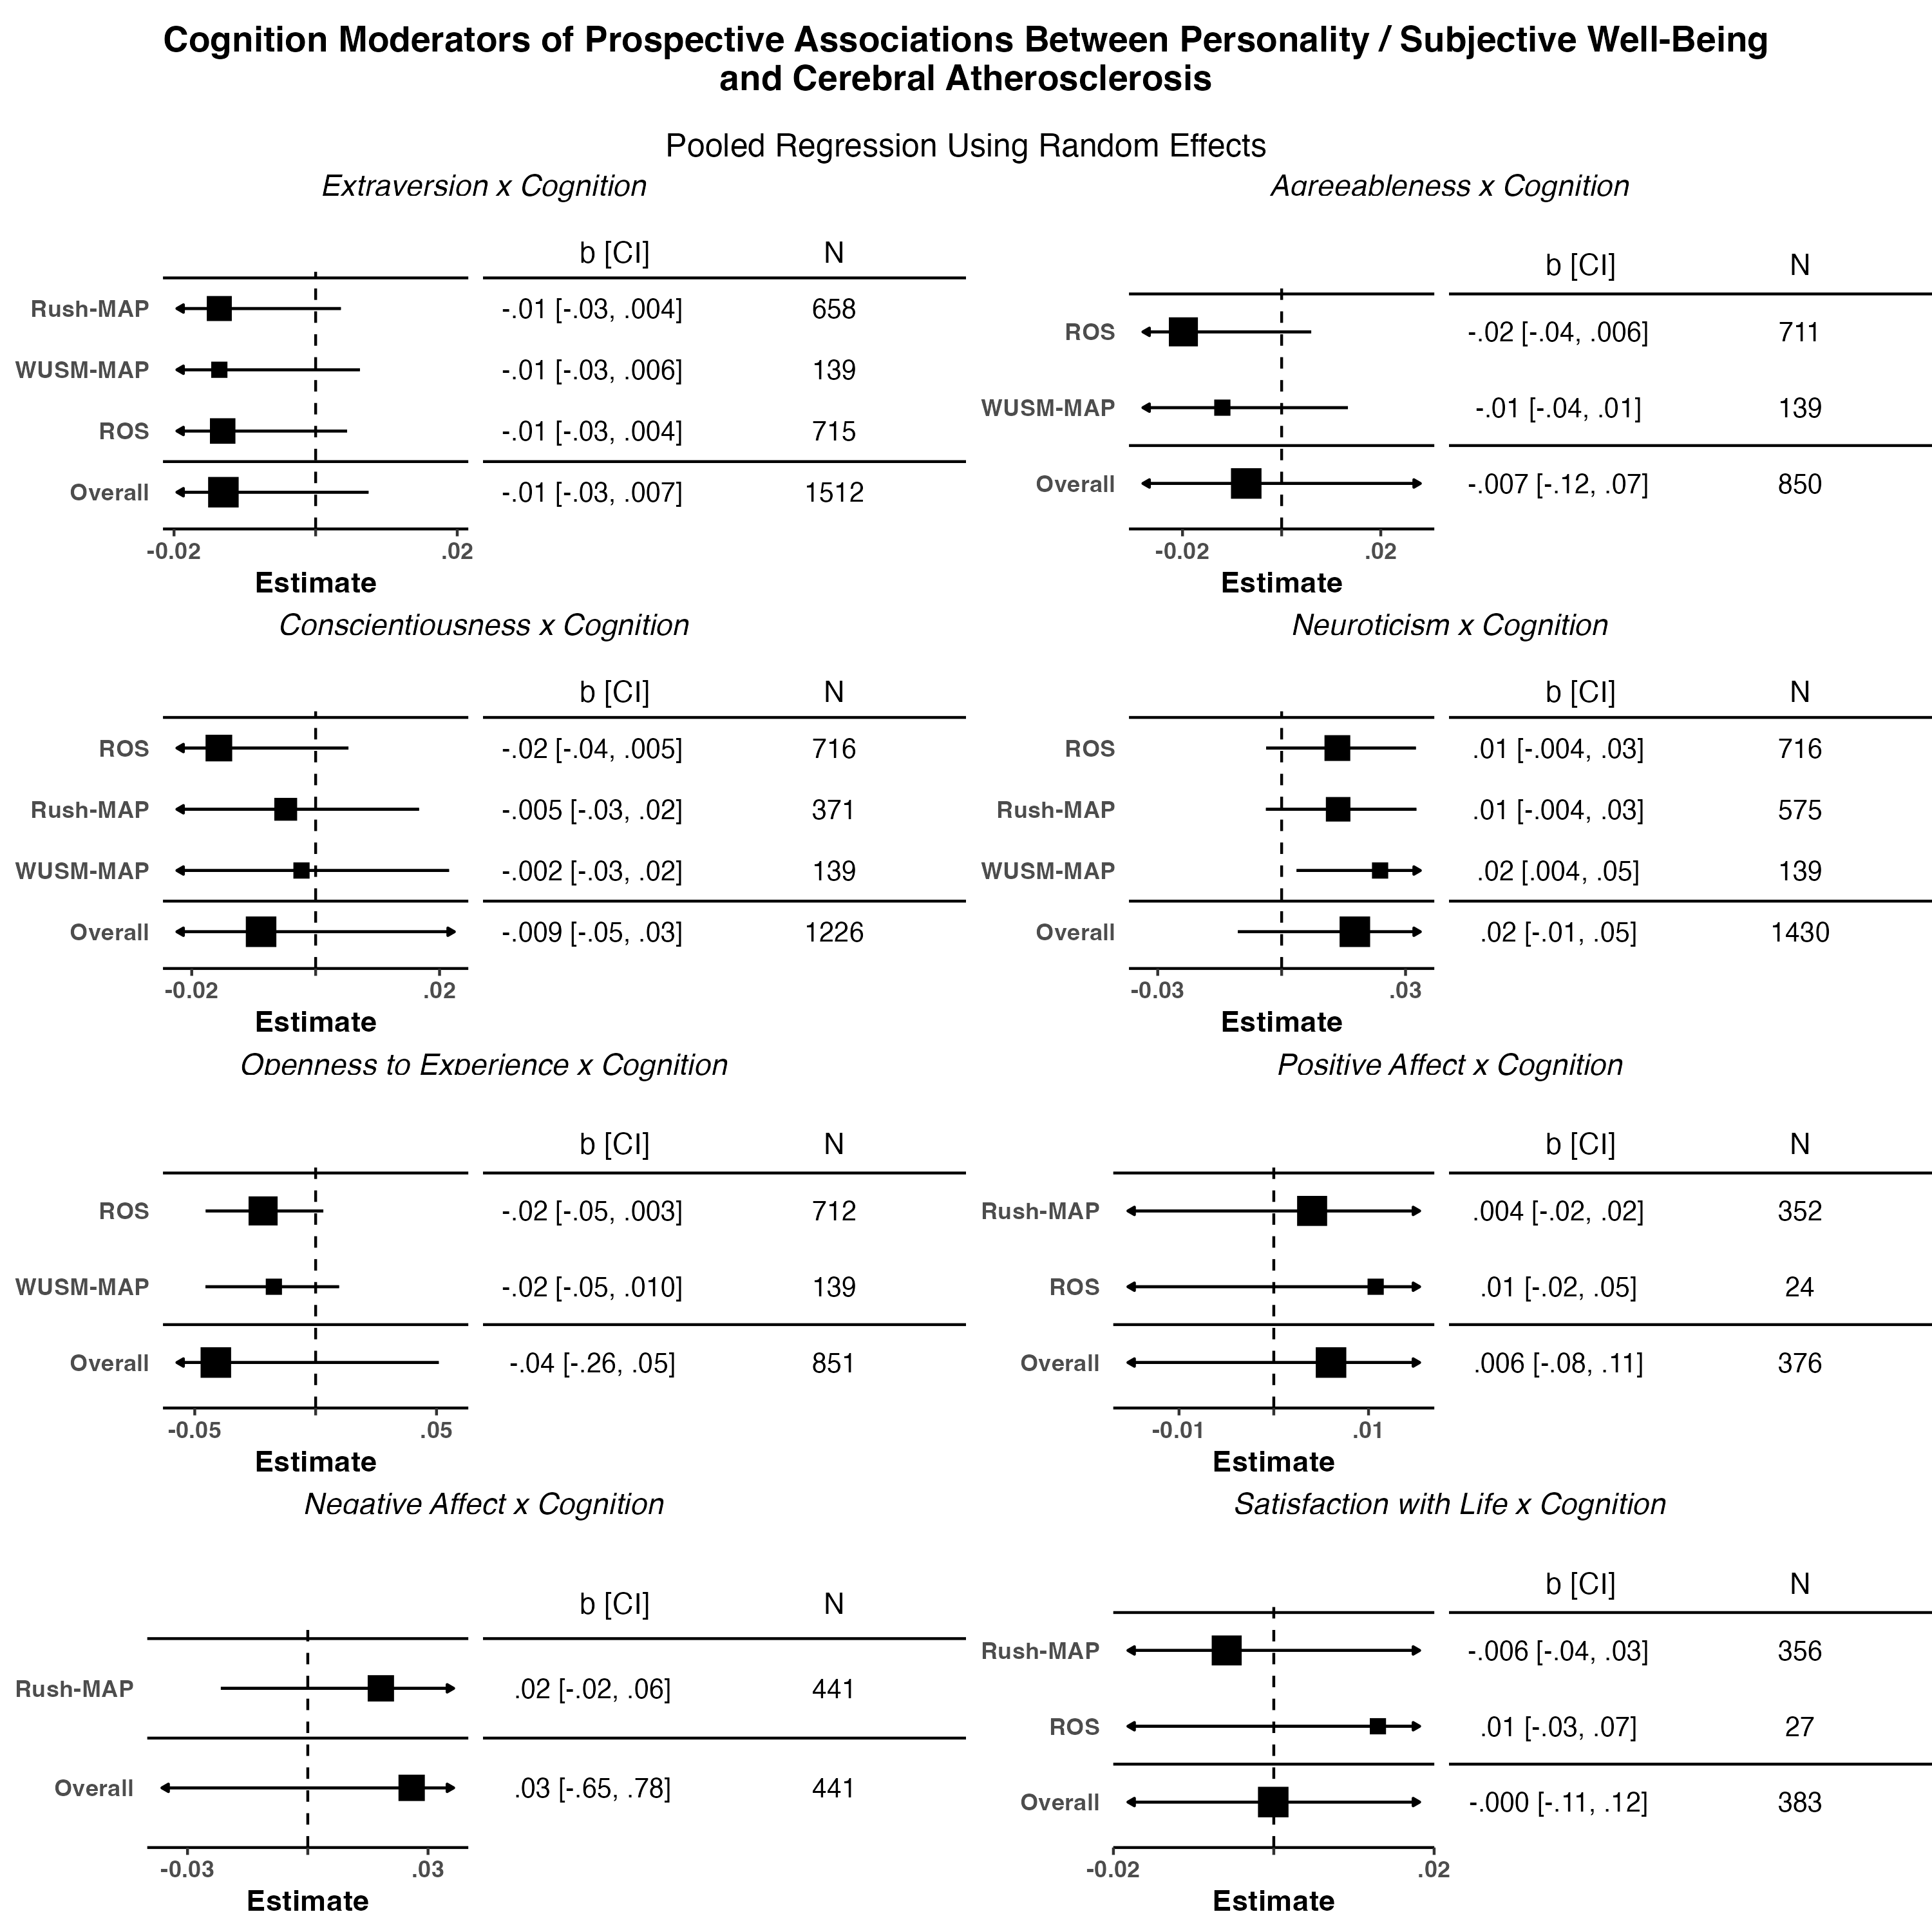 Cognition Moderators of Prospective Associations Between Personality / Subjective Well-Being
and Cerebral Atherosclerosis
Pooled Regression Using Random Effects
Extraversion x Cognition
b [CI] N
Rush-MAP -.01 [-.03, .004] 658
WUSM-MAP -.01 [-.03, .006] 139
ROS -.01 [-.03, .004] 715
Overall -.01 [-.03, .007] 1512
-0.02 .02
Estimate
Agreeableness x Cognition
b [CI] N
ROS -.02 [-.04, .006] 711
WUSM-MAP -.01 [-.04, .01] 139
Overall -.007 [-.12, .07] 850
-0.02 .02
Estimate
Conscientiousness x Cognition
b [CI] N
ROS -.02 [-.04, .005] 716
Rush-MAP -.005 [-.03, .02] 371
WUSM-MAP -.002 [-.03, .02] 139
Overall -.009 [-.05, .03] 1226
-0.02 .02
Estimate
Neuroticism x Cognition
b [CI] N
ROS .01 [-.004, .03] 716
Rush-MAP .01 [-.004, .03] 575
WUSM-MAP .02 [.004, .05] 139
Overall .02 [-.01, .05] 1430
-0.03 .03
Estimate
Openness to Experience x Cognition
b [CI] N
ROS -.02 [-.05, .003] 712
WUSM-MAP -.02 [-.05, .010] 139
Overall -.04 [-.26, .05] 851
-0.05 .05
Estimate
Positive Affect x Cognition
b [CI] N
Rush-MAP .004 [-.02, .02] 352
ROS .01 [-.02, .05] 24
Overall .006 [-.08, .11] 376
-0.01 .01
Estimate
Negative Affect x Cognition
b [CI] N
Rush-MAP .02 [-.02, .06] 441
Overall .03 [-.65, .78] 441
-0.03 .03
Estimate
Satisfaction with Life x Cognition
b [CI] N
Rush-MAP -.006 [-.04, .03] 356
ROS .01 [-.03, .07] 27
Overall -.000 [-.11, .12] 383
-0.02 .02
Estimate